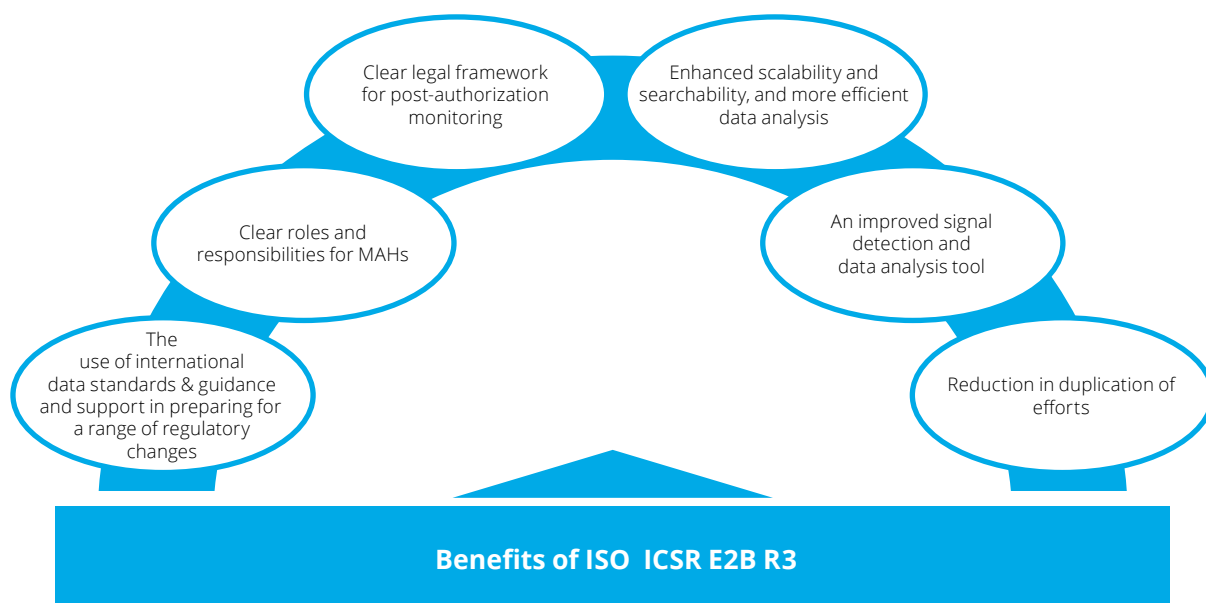 Clear legal framework
for post-authorization
monitoring
Enhanced scalability and
searchability, and more efficient
data analysis
Clear roles and
responsibilities for MAHs
An improved signal
detection and
data analysis tool
The
use of international
data standards & guidance
and support in preparing for
a range of regulatory
changes
Reduction in duplication of
efforts
Benefits of ISO ICSR E2B R3